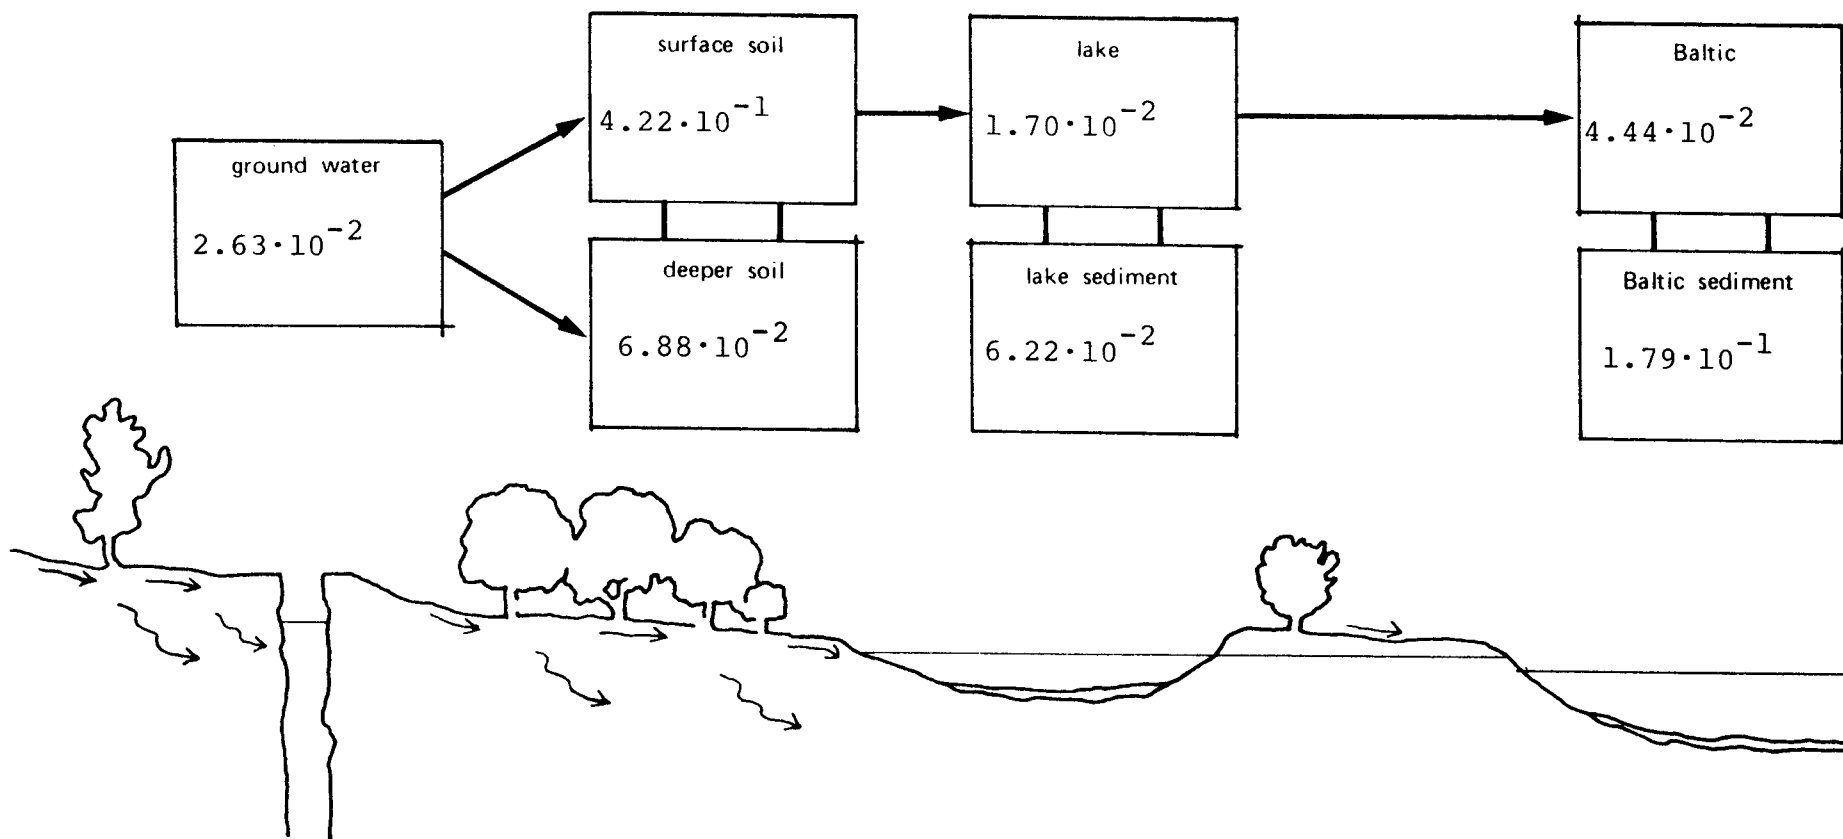 surface soil
4.22·10⁻¹
lake
1.70·10⁻²
Baltic
4.44·10⁻²
ground water
2.63·10⁻²
deeper soil
6.88·10⁻²
lake sediment
6.22·10⁻²
Baltic sediment
1.79·10⁻¹